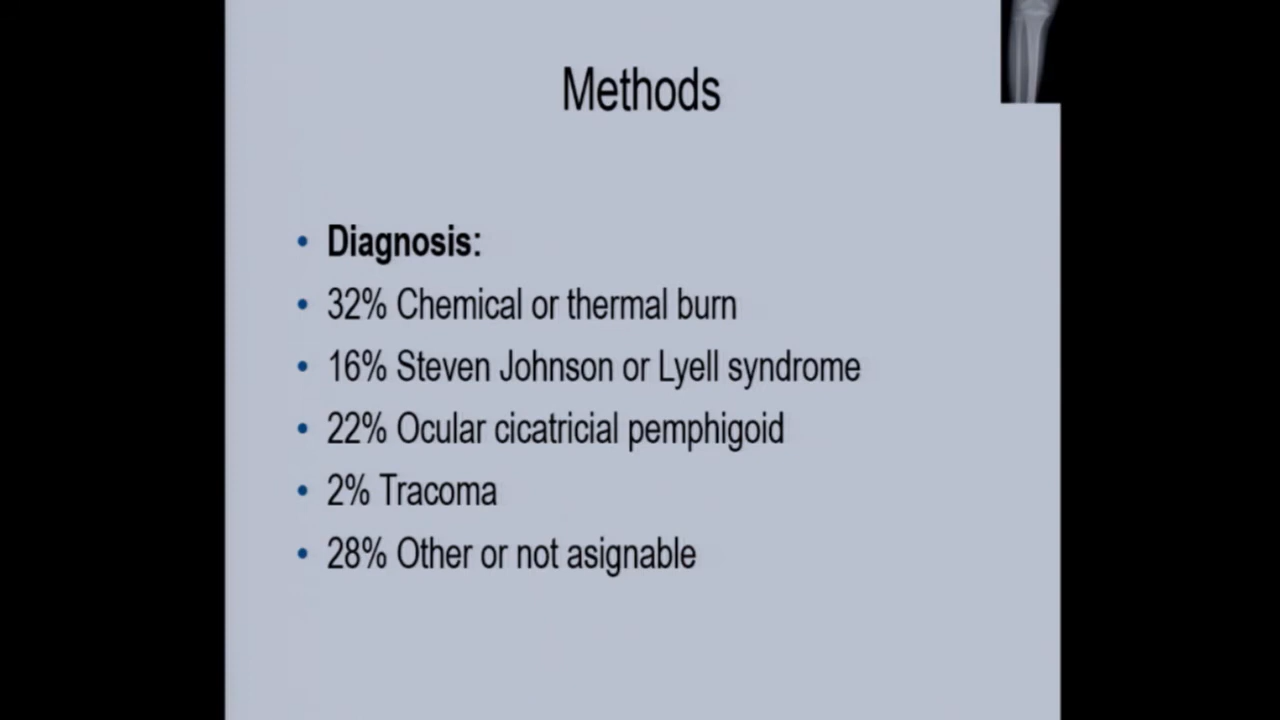 Methods
• Diagnosis:
• 32% Chemical or thermal burn
• 16% Steven Johnson or Lyell syndrome
• 22% Ocular cicatricial pemphigoid
• 2% Tracoma
• 28% Other or not asignable